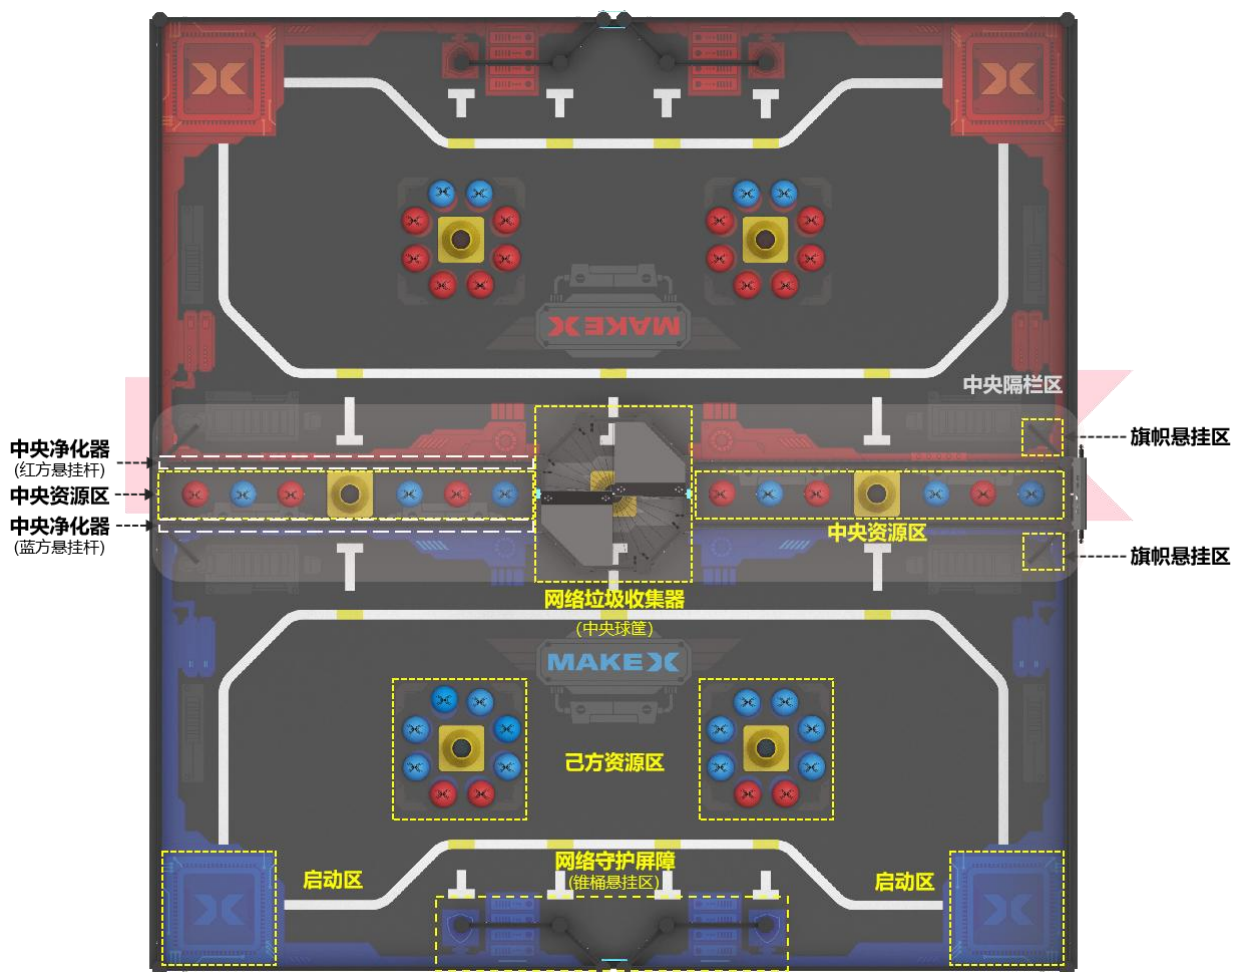 MAKEX
中央隔栏区
中央净化器
(红方悬挂杆)
旗帜悬挂区
中央资源区
中央净化器
(蓝方悬挂杆)
中央资源区
旗帜悬挂区
网络垃圾收集器
(中央球筐)
MAKEX
己方资源区
网络守护屏障
(锥桶悬挂区)
启动区
启动区